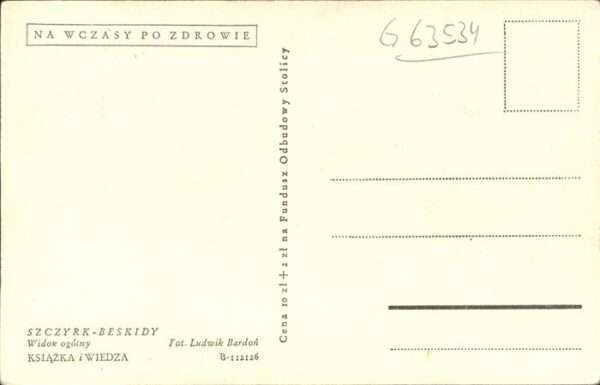 NA WCZASY PO ZDROWIE
G 63534
Cena 10 zł + 2 zł na Fundusz Odbudowy Stolicy
SZCZYRK-BESKIDY
Widok ogólny Fot. Ludwik Bardoń
KSIĄŻKA i WIEDZA B-112126